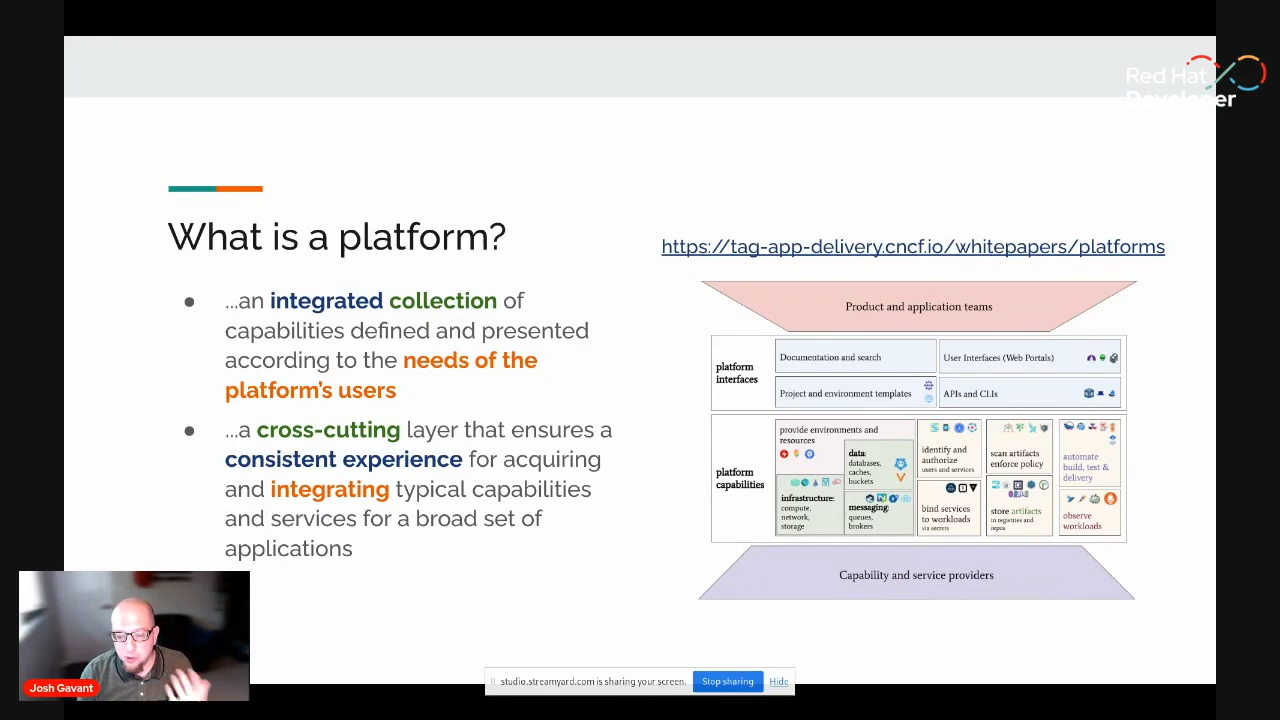 Red Hat
Developer
What is a platform?
● ...an integrated collection of
capabilities defined and presented
according to the needs of the
platform's users
● ...a cross-cutting layer that ensures a
consistent experience for acquiring
and integrating typical capabilities
and services for a broad set of
applications
https://tag-app-delivery.cncf.io/whitepapers/platforms
Product and application teams
platform
interfaces
Documentation and search
User Interfaces (Web Portals)
Project and environment templates
APIs and CLIs
platform
capabilities
provide environments and
resources
infrastructure:
compute,
network,
storage
data:
databases,
caches,
buckets
messaging:
queues,
brokers
identify and
authorize
users and services
bind services
to workloads
via secrets
scan artifacts
enforce policy
store artifacts
in registries and
repos
automate
build, test &
delivery
observe
workloads
Capability and service providers
Josh Gavant
studio.streamyard.com is sharing your screen.
Stop sharing
Hide